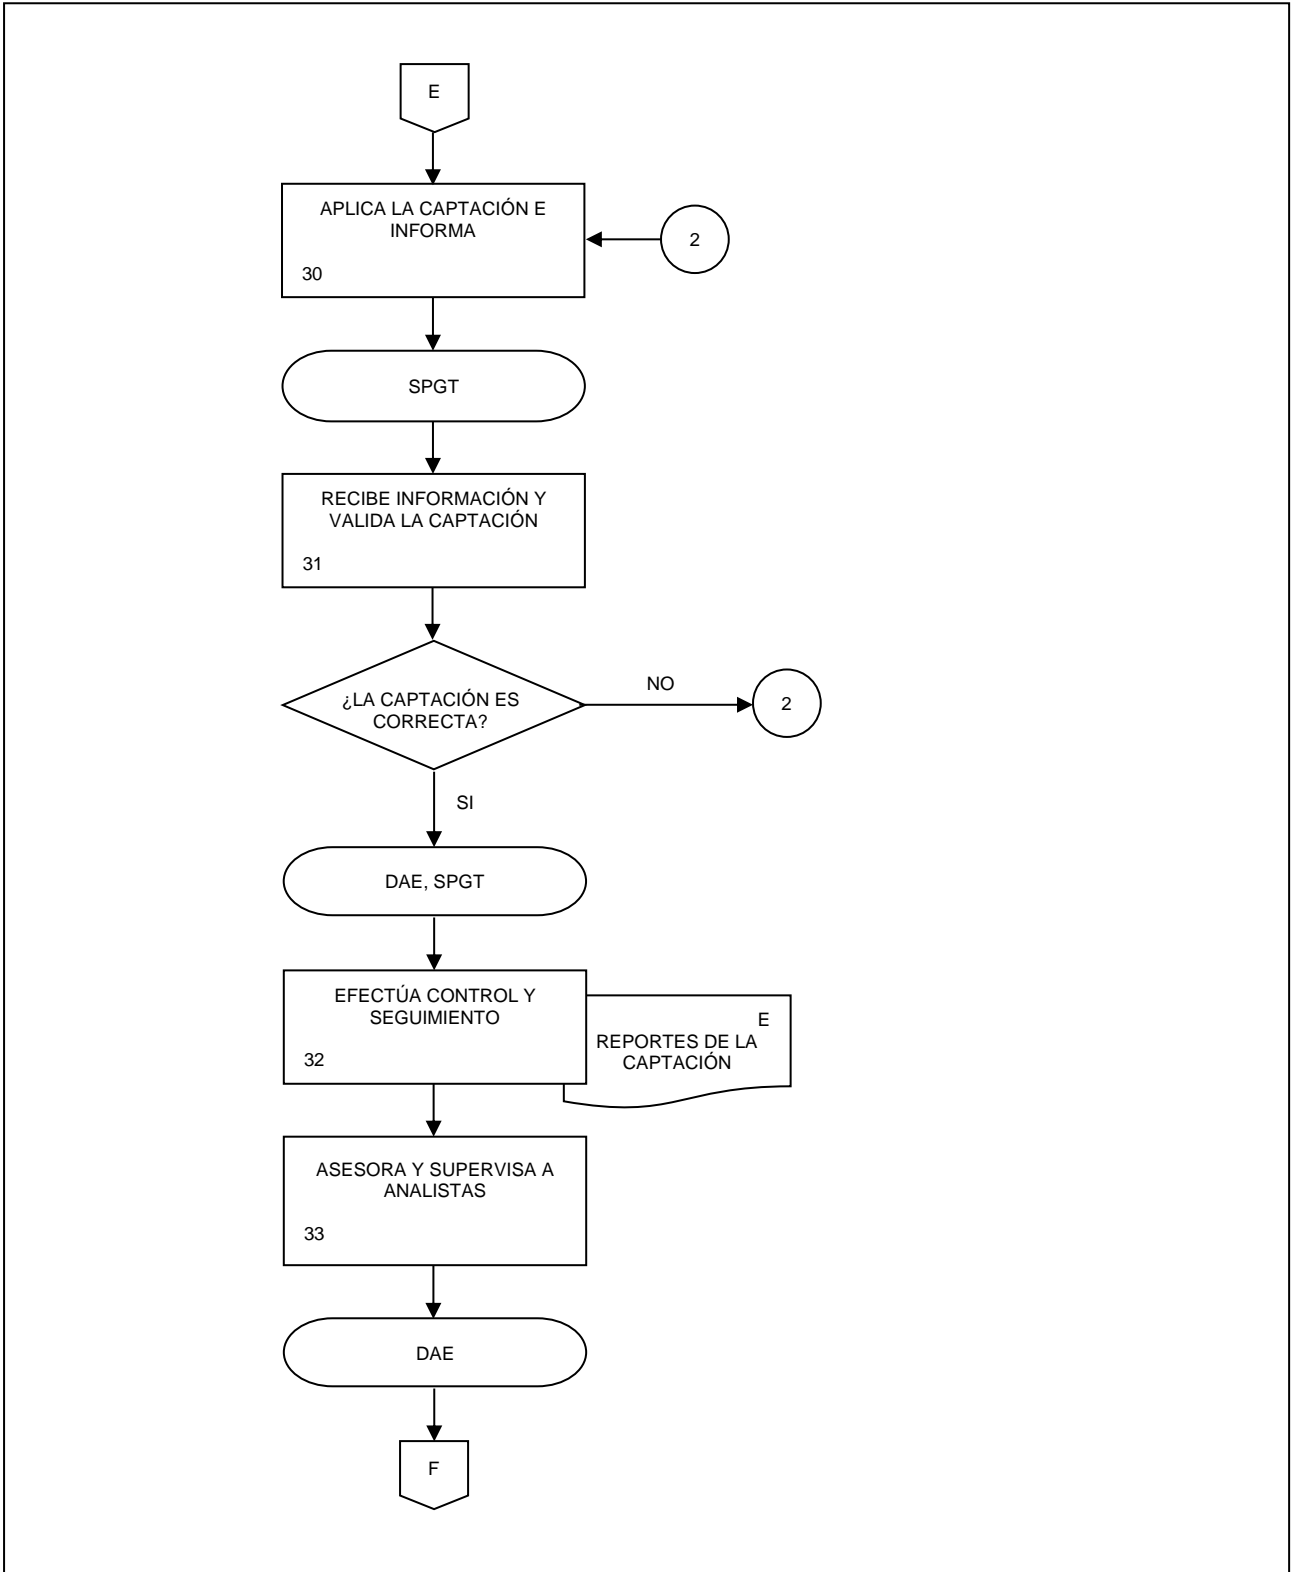 E
APLICA LA CAPTACIÓN E
INFORMA
30
2
SPGT
RECIBE INFORMACIÓN Y
VALIDA LA CAPTACIÓN
31
¿LA CAPTACIÓN ES
CORRECTA?
NO
2
SI
DAE, SPGT
EFECTÚA CONTROL Y
SEGUIMIENTO
32
E
REPORTES DE LA
CAPTACIÓN
ASESORA Y SUPERVISA A
ANALISTAS
33
DAE
F